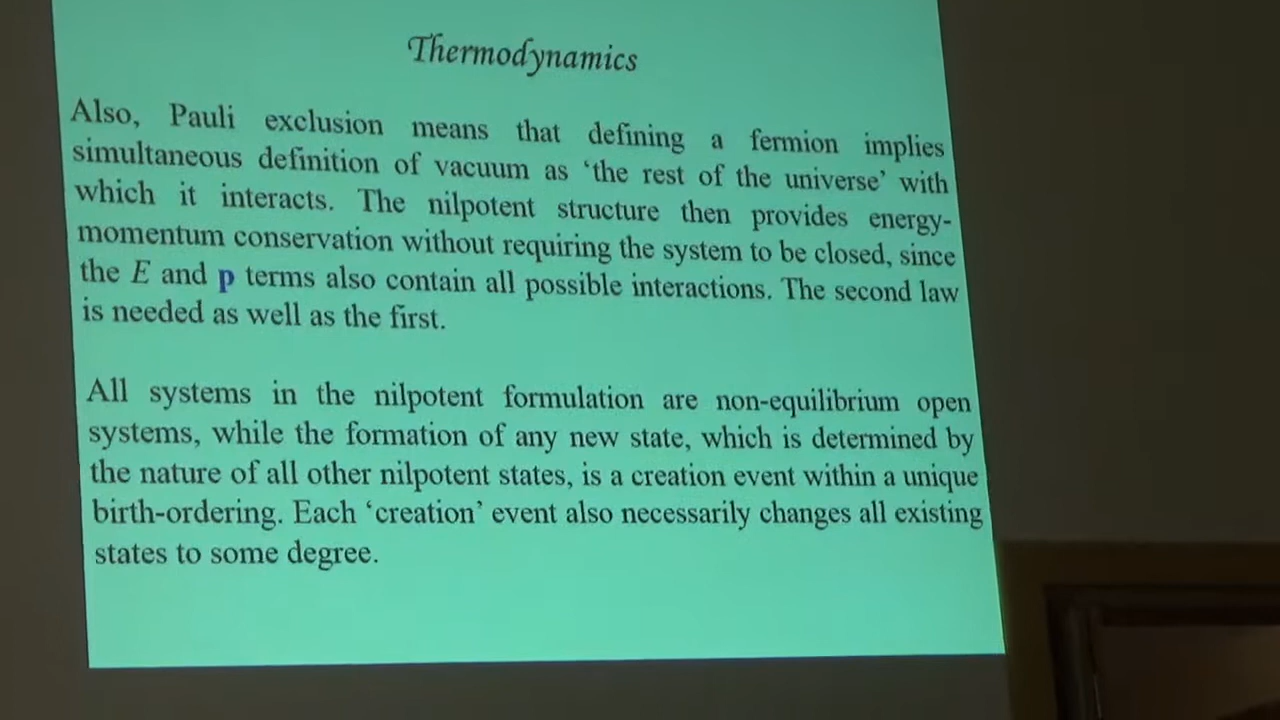 Thermodynamics
Also, Pauli exclusion means that defining a fermion implies
simultaneous definition of vacuum as ‘the rest of the universe’ with
which it interacts. The nilpotent structure then provides energy-
momentum conservation without requiring the system to be closed, since
the E and p terms also contain all possible interactions. The second law
is needed as well as the first.
All systems in the nilpotent formulation are non-equilibrium open
systems, while the formation of any new state, which is determined by
the nature of all other nilpotent states, is a creation event within a unique
birth-ordering. Each ‘creation’ event also necessarily changes all existing
states to some degree.